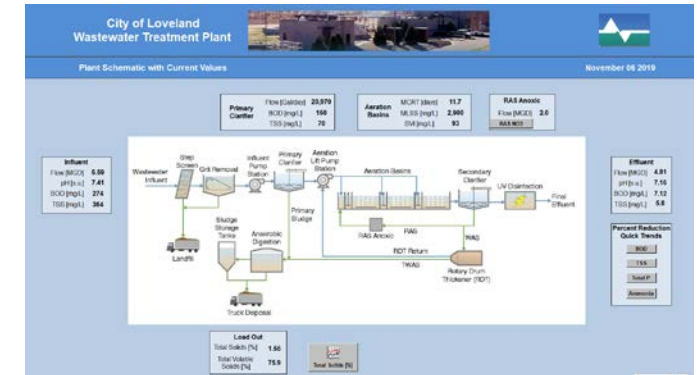 City of Loveland
Wastewater Treatment Plant
Plant Schematic with Current Values
November 06 2019
Primary
Clarifier
Flow [Gal/day] 20,979
BOD [mg/L] 160
TSS [mg/L] 70
Aeration
Basins
MCRT [days] 11.7
MLSS [mg/L] 2,900
SVI [mg/L] 93
RAS Anoxic
Flow [MGD] 2.0
RAS NO3
Influent
Flow [MGD] 5.59
pH [s.u.] 7.41
BOD [mg/L] 274
TSS [mg/L] 364
Wastewater
Influent
Step
Screen
Grit Removal
Influent
Pump
Station
Primary
Clarifier
Aeration
Lift Pump
Station
Aeration Basins
Secondary
Clarifier
UV Disinfection
Final
Effluent
Landfill
Sludge
Storage
Tanks
Anaerobic
Digestion
Primary
Sludge
RAS Anoxic
RAS
WAS
RDT Return
TWAS
Rotary Drum
Thickener (RDT)
Truck Disposal
Effluent
Flow [MGD] 4.91
pH [s.u.] 7.16
BOD [mg/L] 7.12
TSS [mg/L] 5.8
Percent Reduction
Quick Trends
BOD
TSS
Total P
Ammonia
Load Out
Total Solids [%] 1.56
Total Volatile
Solids [%] 75.9
Total Solids [%]